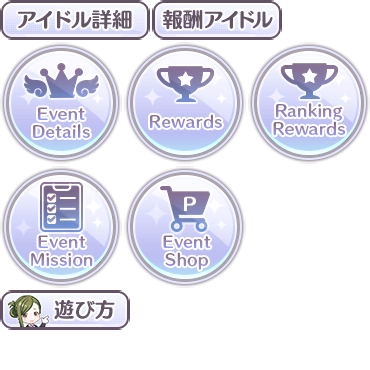 アイドル詳細
報酬アイドル
Event
Details
Rewards
Ranking
Rewards
Event
Mission
P
Event
Shop
遊び方